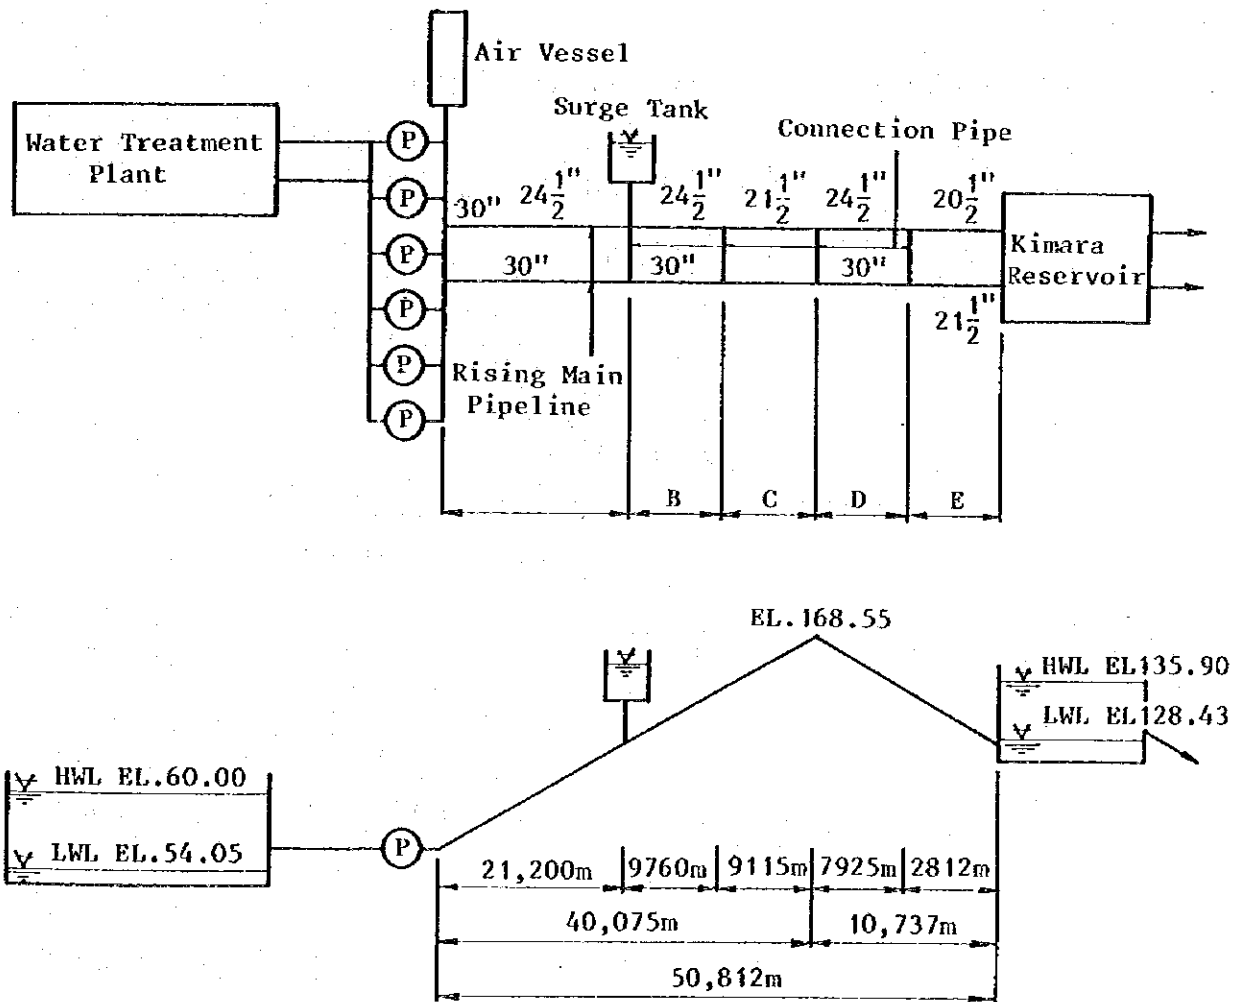 Air Vessel
Surge Tank
Connection Pipe
Water Treatment
Plant
P
P
P
P
P
P
30"
24 1/2"
24 1/2"
21 1/2"
24 1/2"
20 1/2"
30"
30"
30"
21 1/2"
Kimara
Reservoir
Rising Main
Pipeline
B
C
D
E
EL.168.55
HWL EL135.90
LWL EL128.43
HWL EL.60.00
LWL EL.54.05
P
21,200m
9760m
9115m
7925m
2812m
40,075m
10,737m
50,812m